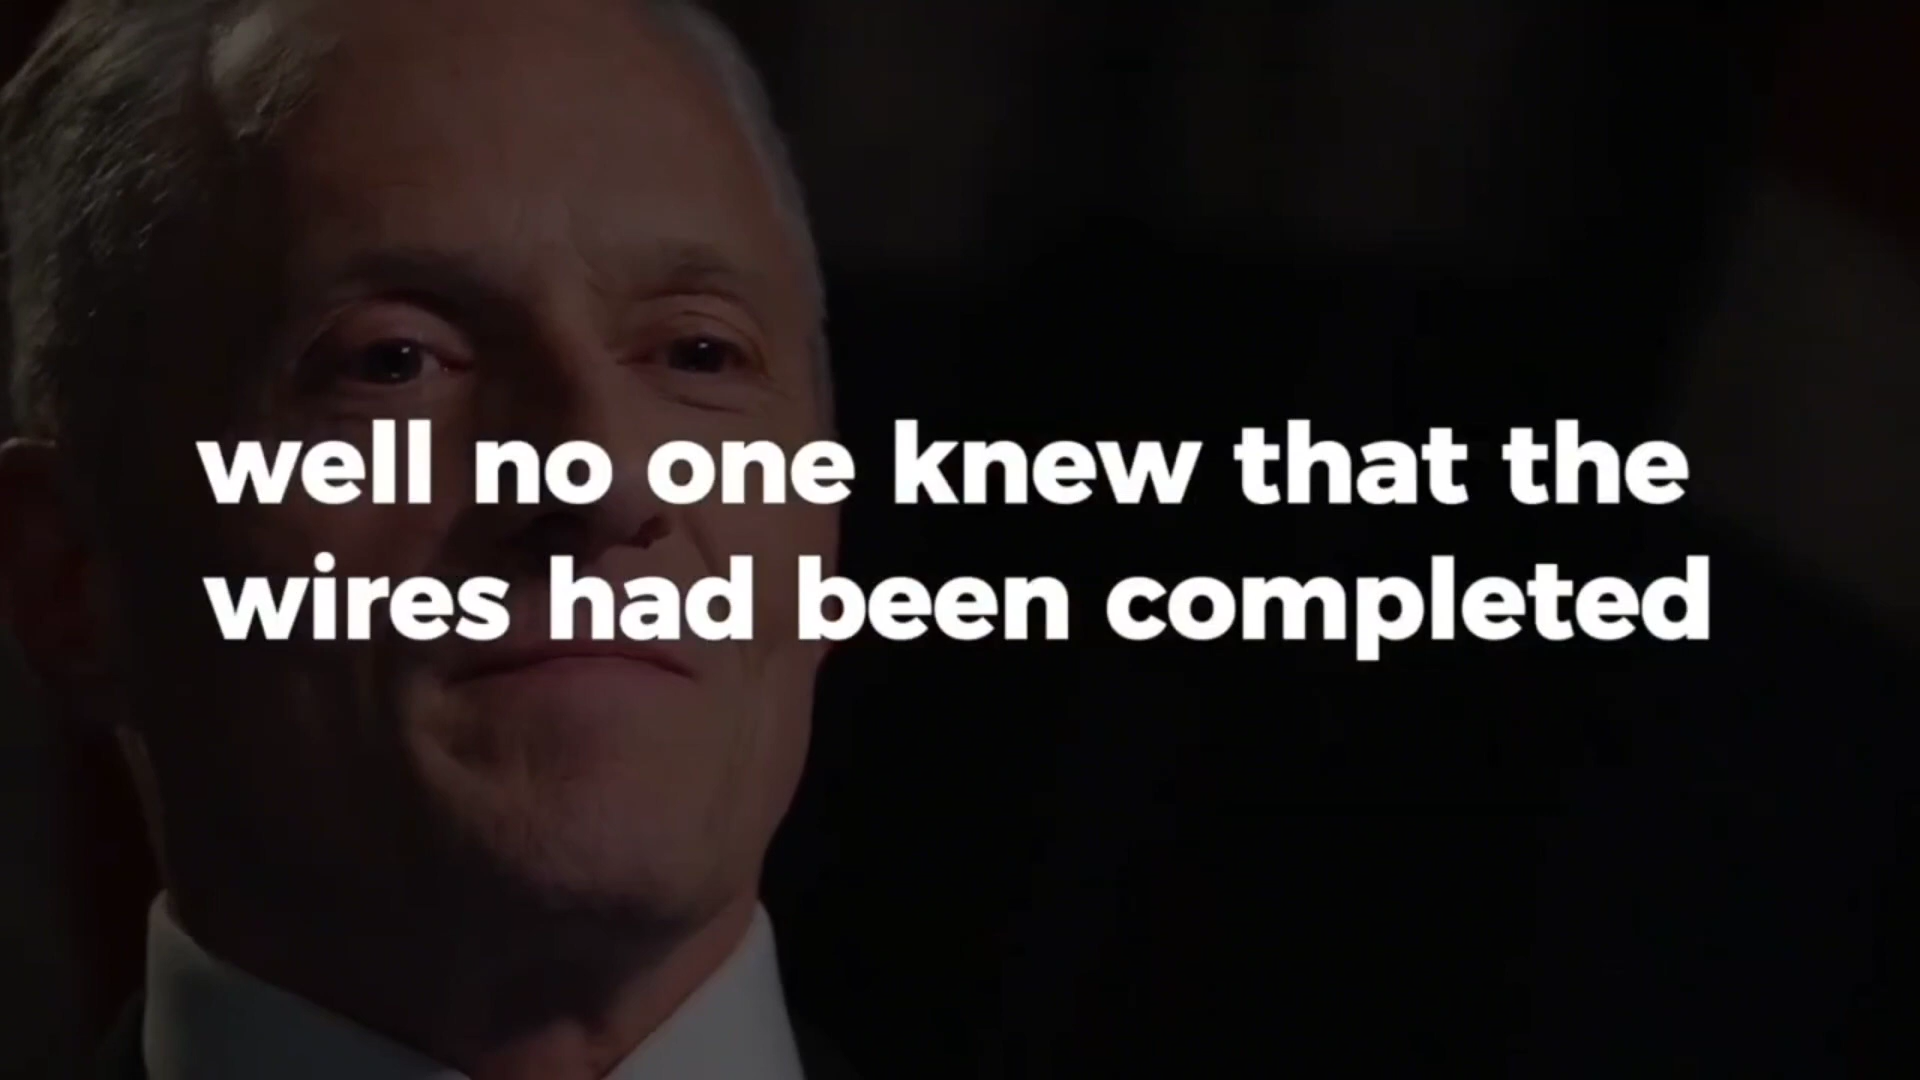 well no one knew that the
wires had been completed